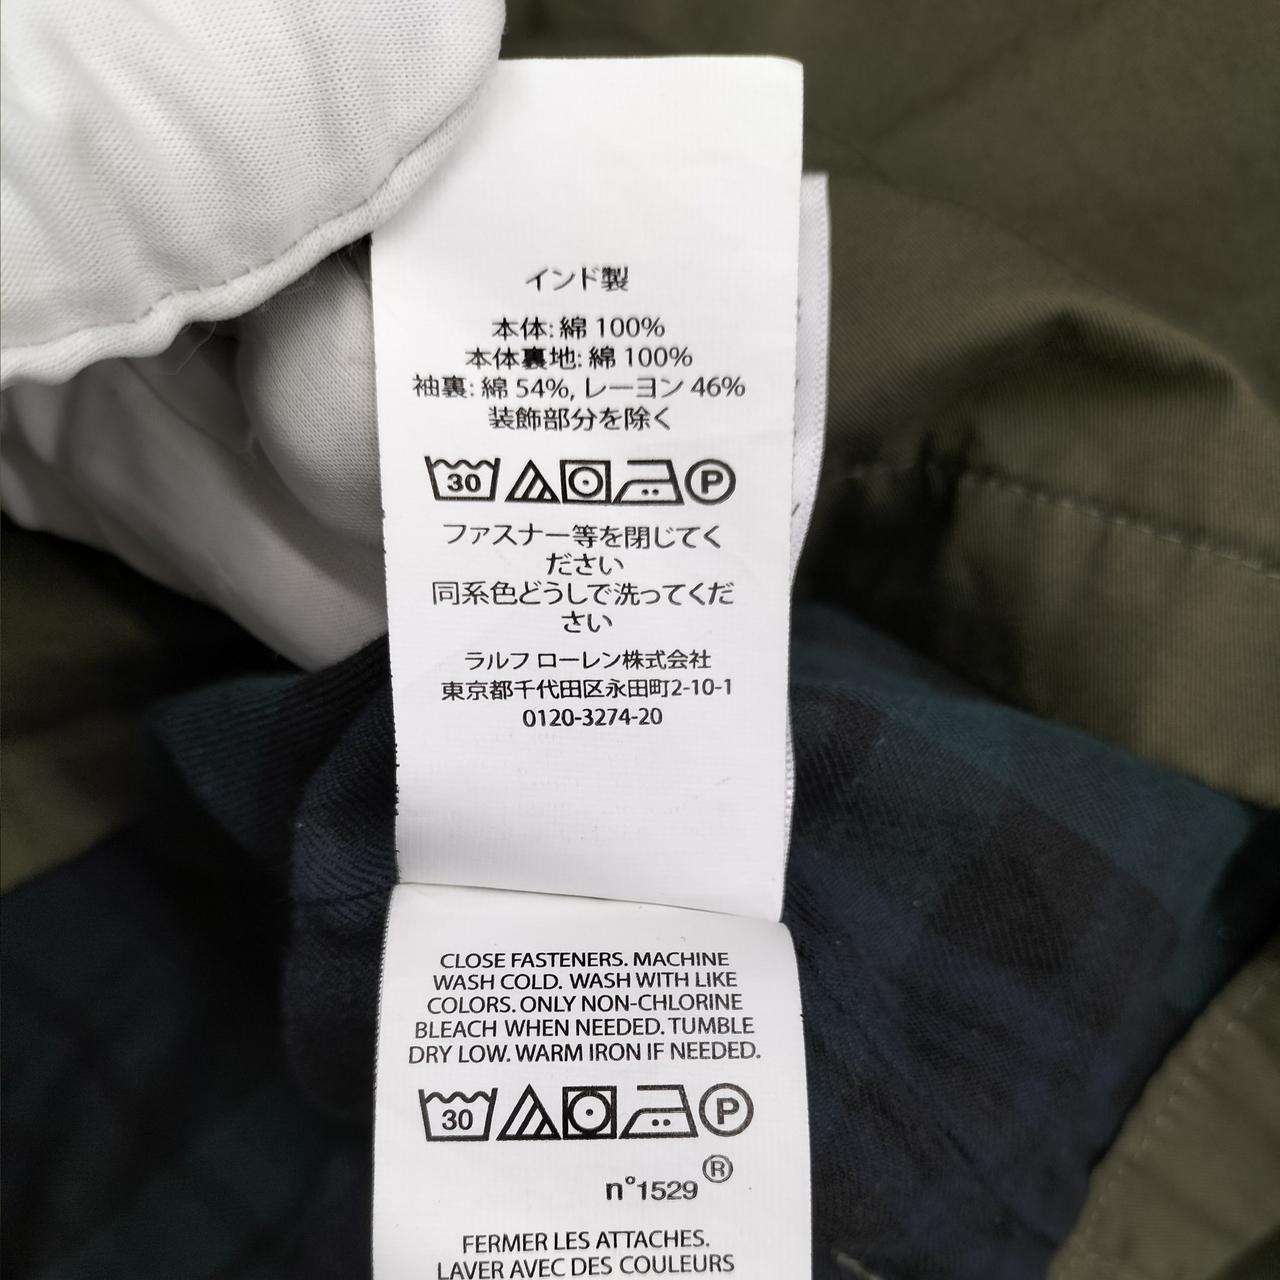 インド製
本体: 綿 100%
本体裏地: 綿 100%
袖裏: 綿 54%, レーヨン 46%
装飾部分を除く
30 P
ファスナー等を閉じてく
ださい
同系色どうしで洗ってくだ
さい
ラルフ ローレン株式会社
東京都千代田区永田町2-10-1
0120-3274-20
CLOSE FASTENERS. MACHINE
WASH COLD. WASH WITH LIKE
COLORS. ONLY NON-CHLORINE
BLEACH WHEN NEEDED. TUMBLE
DRY LOW. WARM IRON IF NEEDED.
30 P
n°1529 ®
FERMER LES ATTACHES.
LAVER AVEC DES COULEURS